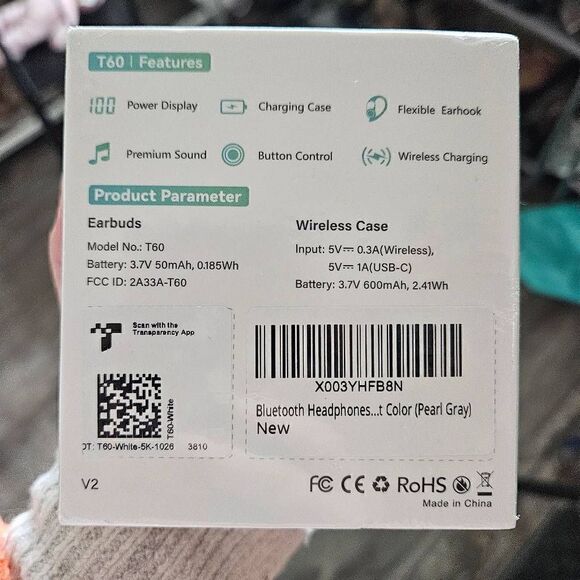 T60 | Features
100 Power Display
Charging Case
Flexible Earhook
Premium Sound
Button Control
Wireless Charging
Product Parameter
Earbuds
Model No.: T60
Battery: 3.7V 50mAh, 0.185Wh
FCC ID: 2A33A-T60
Wireless Case
Input: 5V⎓0.3A(Wireless),
5V⎓1A(USB-C)
Battery: 3.7V 600mAh, 2.41Wh
Scan with the
Transparency App
T60-White
OT: T60-White-5K-1026 3810
X003YHFB8N
Bluetooth Headphones...t Color (Pearl Gray)
New
V2
FC CE RoHS
Made in China